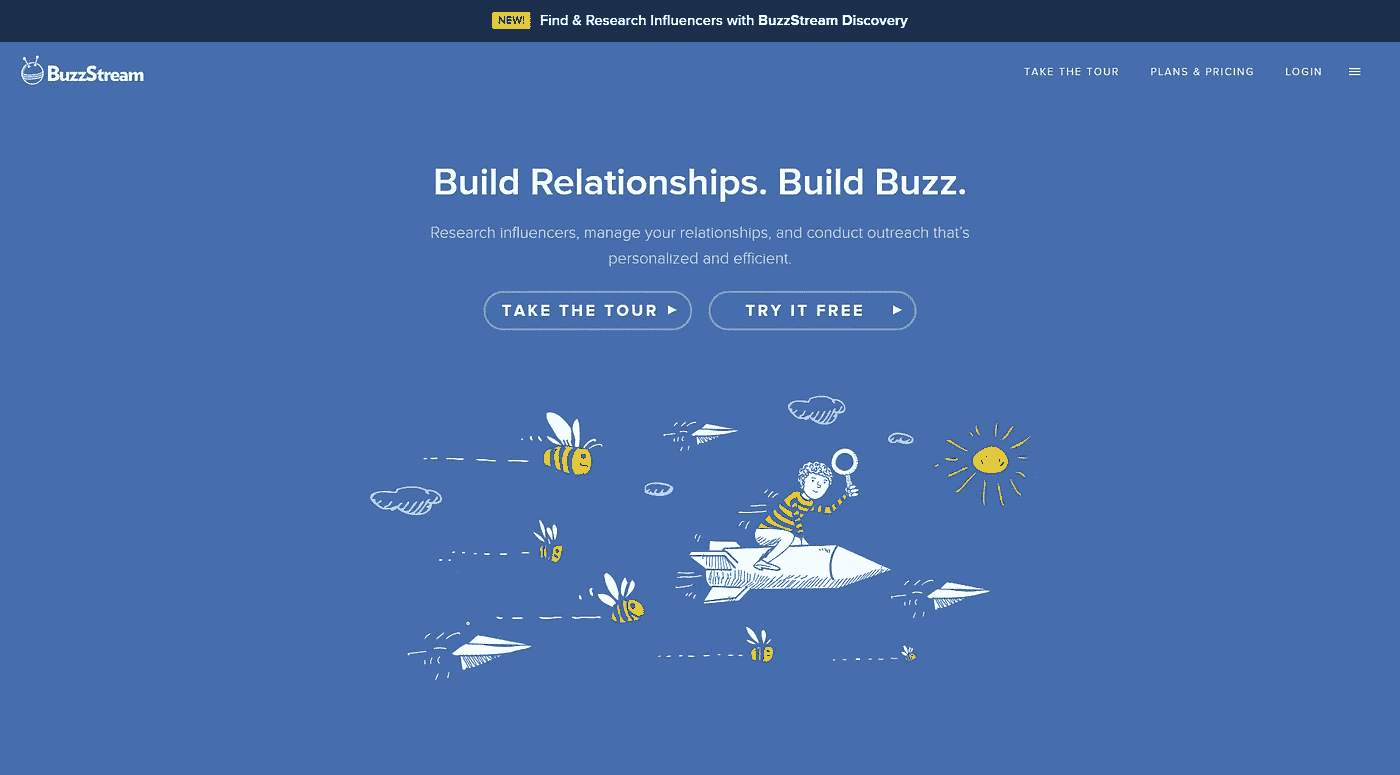 NEW! Find & Research Influencers with BuzzStream Discovery
BuzzStream
TAKE THE TOUR PLANS & PRICING LOGIN
Build Relationships. Build Buzz.
Research influencers, manage your relationships, and conduct outreach that’s
personalized and efficient.
TAKE THE TOUR TRY IT FREE